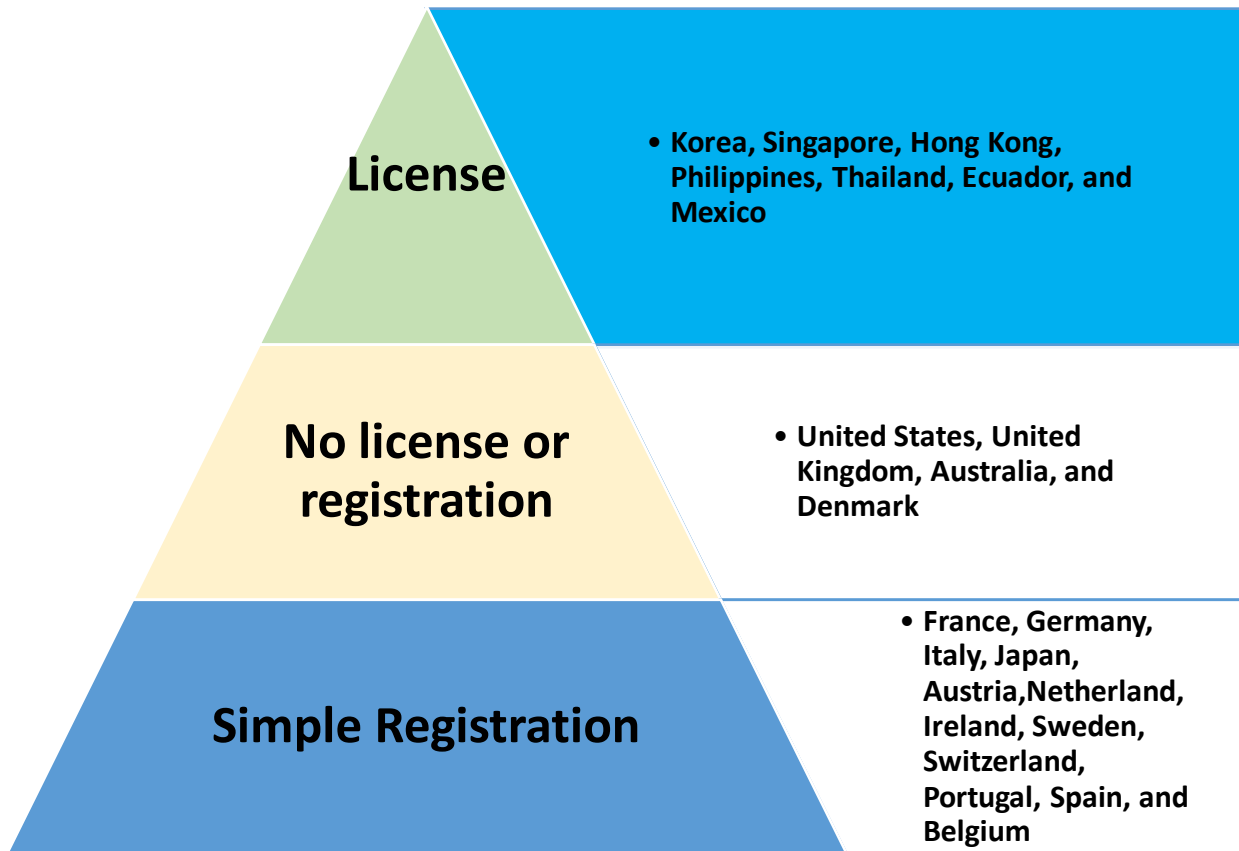 License
• Korea, Singapore, Hong Kong,
Philippines, Thailand, Ecuador, and
Mexico
No license or
registration
• United States, United
Kingdom, Australia, and
Denmark
Simple Registration
• France, Germany,
Italy, Japan,
Austria,Netherland,
Ireland, Sweden,
Switzerland,
Portugal, Spain, and
Belgium